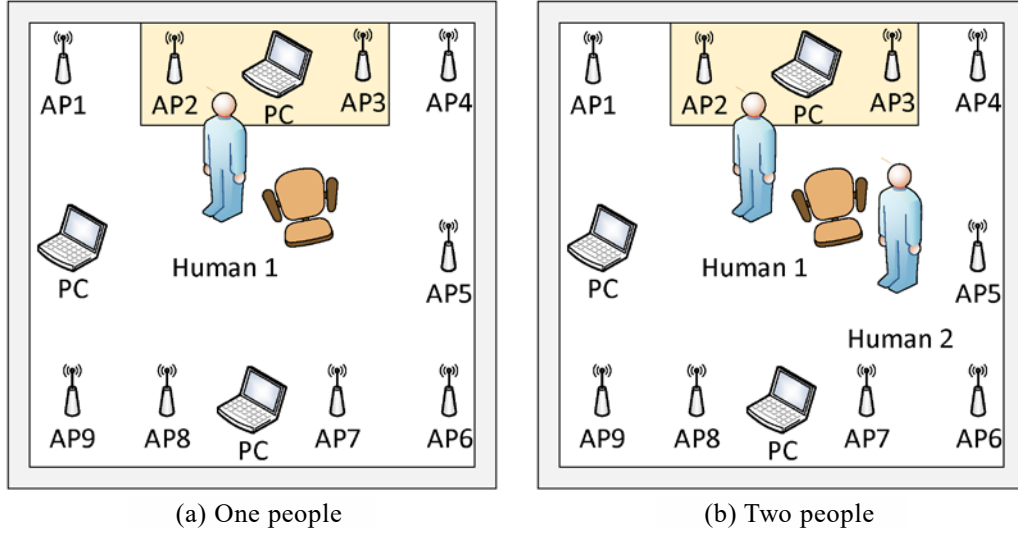 AP1
AP2
PC
AP3
AP4
PC
Human 1
AP5
AP9
AP8
PC
AP7
AP6
(a) One people
AP1
AP2
PC
AP3
AP4
PC
Human 1
AP5
Human 2
AP9
AP8
PC
AP7
AP6
(b) Two people